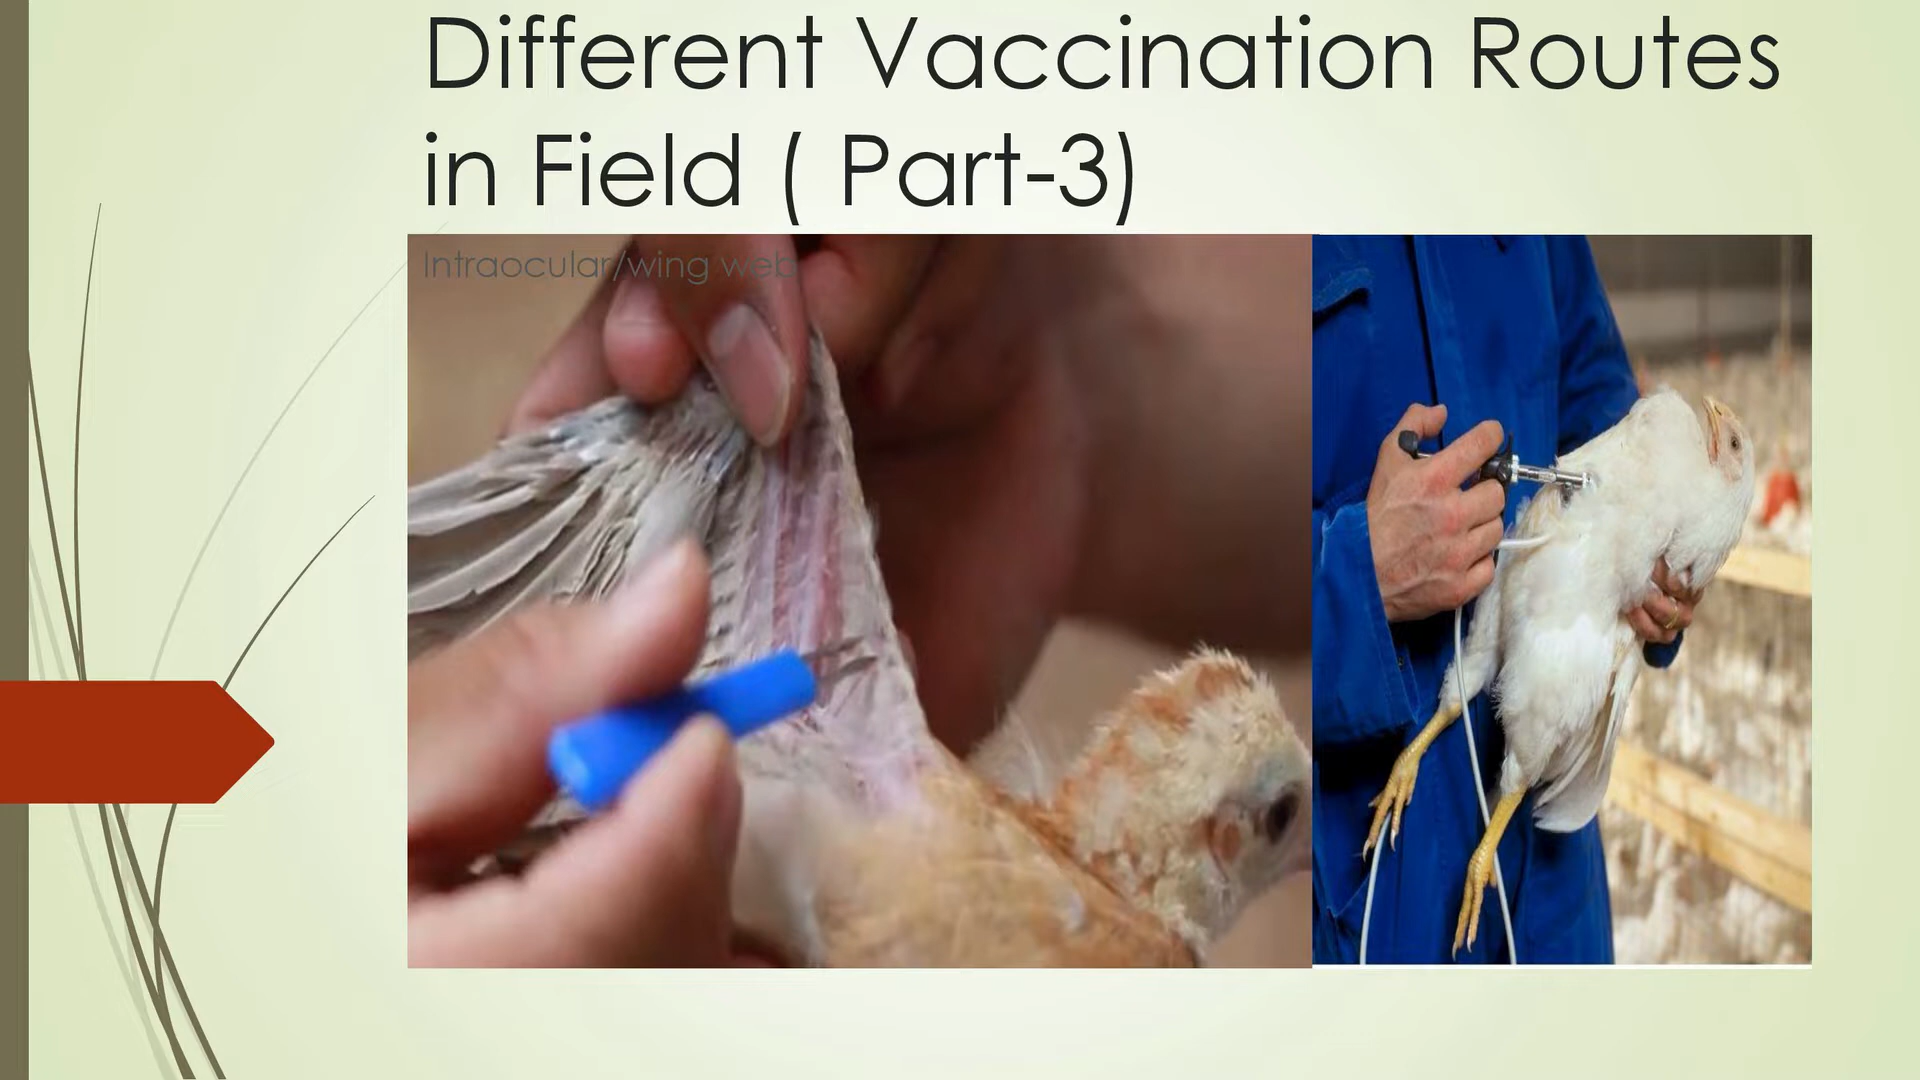 Different Vaccination Routes
in Field ( Part-3)
Intraocular/wing web